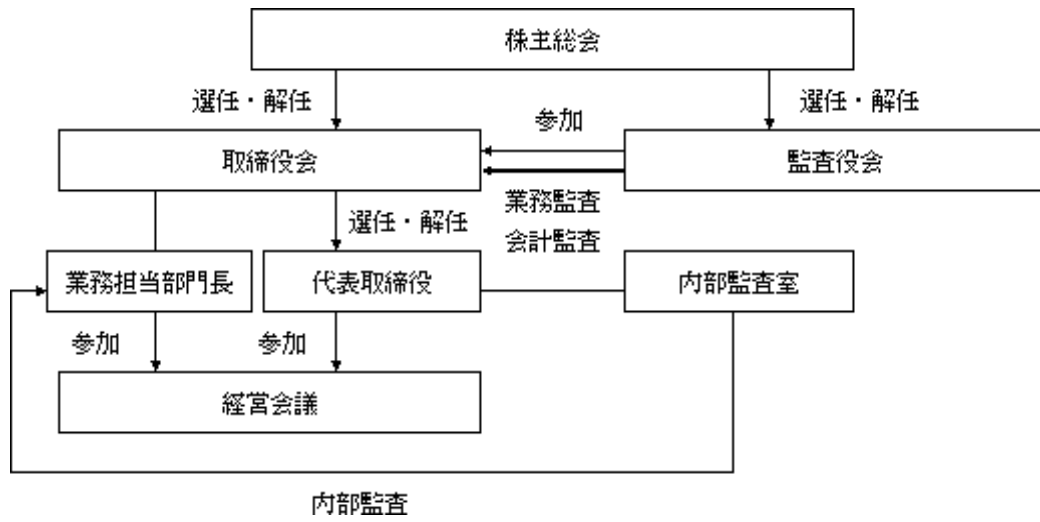 株主総会
選任・解任
選任・解任
参加
取締役会
監査役会
業務監査
会計監査
選任・解任
業務担当部門長
代表取締役
内部監査室
参加
参加
経営会議
内部監査